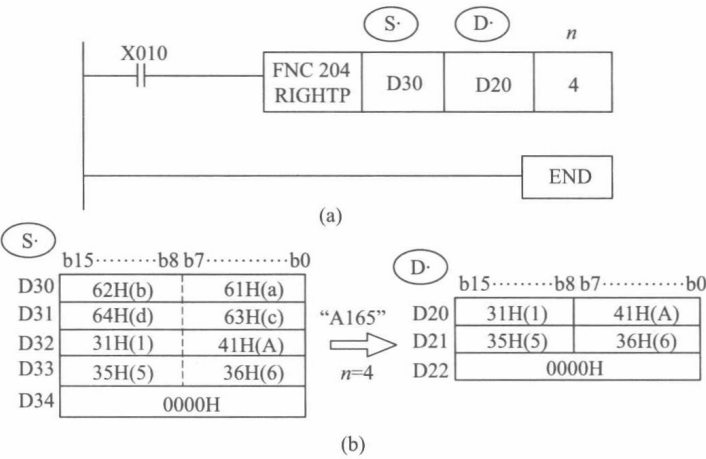 S· D· n
X010
FNC 204 D30 D20 4
RIGHTP
END
(a)
S·
b15········b8 b7···········b0
D30 62H(b) 61H(a)
D31 64H(d) 63H(c)
D32 31H(1) 41H(A)
D33 35H(5) 36H(6)
D34 0000H
“A165”
n=4
D·
b15·········b8 b7············b0
D20 31H(1) 41H(A)
D21 35H(5) 36H(6)
D22 0000H
(b)